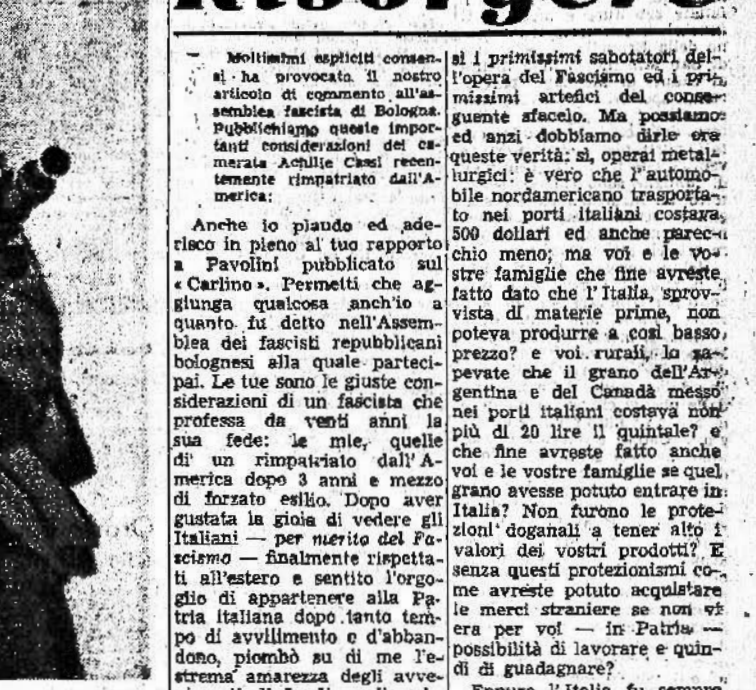 Risorgere
Moltissimi espliciti consen-
si ha provocato il nostro
articolo di commento all'as-
semblea fascista di Bologna.
Pubblichiamo queste impor-
tanti considerazioni del ca-
merata Achille Cassi recen-
temente rimpatriato dall'A-
merica:
Anche io plaudo ed ade-
risco in pieno al tuo rapporto
a Pavolini pubblicato sul
« Carlino ». Permetti che ag-
giunga qualcosa anch'io a
quanto fu detto nell'Assem-
blea dei fascisti repubblicani
bolognesi alla quale parteci-
pai. Le tue sono le giuste con-
siderazioni di un fascista che
professa da venti anni la
sua fede: le mie, quelle
di un rimpatriato dall'A-
merica dopo 3 anni e mezzo
di forzato esilio. Dopo aver
gustata la gioia di vedere gli
Italiani — per merito del Fa-
scismo — finalmente rispetta-
ti all'estero e sentito l'orgo-
glio di appartenere alla Pa-
tria italiana dopo tanto tem-
po di avvilimento e d'abban-
dono, piombò su di me l'e-
strema amarezza degli avve-
si i primissimi sabotatori del-
l'opera del Fascismo ed i pri-
missimi artefici del conse-
guente sfacelo. Ma possiamo
ed anzi dobbiamo dirle ora
queste verità: sì, operai metal-
lurgici: è vero che l'automo-
bile nordamericano trasporta-
to nei porti italiani costava
500 dollari ed anche parec-
chio meno; ma voi e le vo-
stre famiglie che fine avreste
fatto dato che l'Italia, sprov-
vista di materie prime, non
poteva produrre a così basso
prezzo? e voi rurali, lo sa-
pevate che il grano dell'Ar-
gentina e del Canadà messo
nei porti italiani costava non
più di 20 lire il quintale? e
che fine avreste fatto anche
voi e le vostre famiglie se quel
grano avesse potuto entrare in
Italia? Non furono le prote-
zioni doganali a tener alto i
valori dei vostri prodotti? E
senza questi protezionismi co-
me avreste potuto acquistare
le merci straniere se non vi
era per voi — in Patria —
possibilità di lavorare e quin-
di di guadagnare?
Eppure l'Italia fu sempre